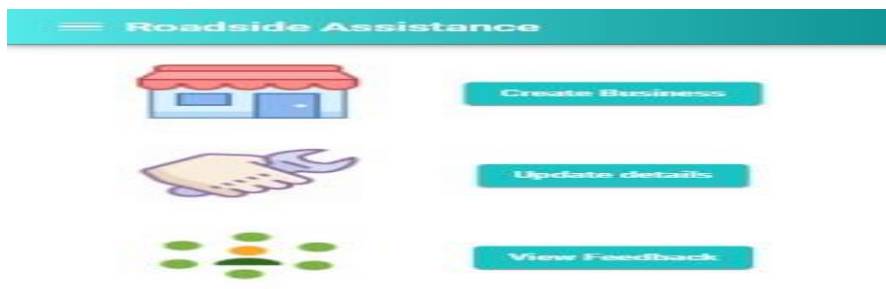 Roadside Assistance
Create Business
Update details
View Feedback